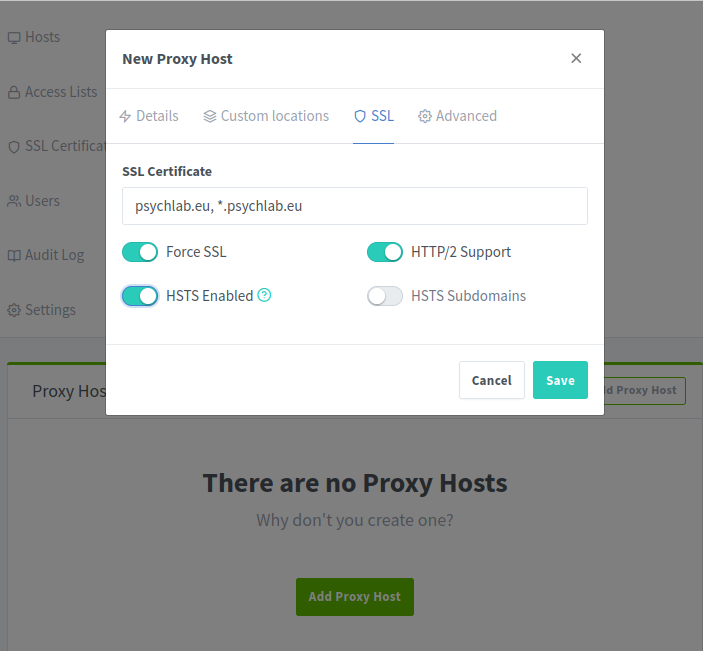 Hosts
Access Lists
SSL Certificat
Users
Audit Log
Settings
New Proxy Host
Details
Custom locations
SSL
Advanced
SSL Certificate
psychlab.eu, *.psychlab.eu
Force SSL
HTTP/2 Support
HSTS Enabled
HSTS Subdomains
Cancel
Save
Proxy Hos
d Proxy Host
There are no Proxy Hosts
Why don't you create one?
Add Proxy Host